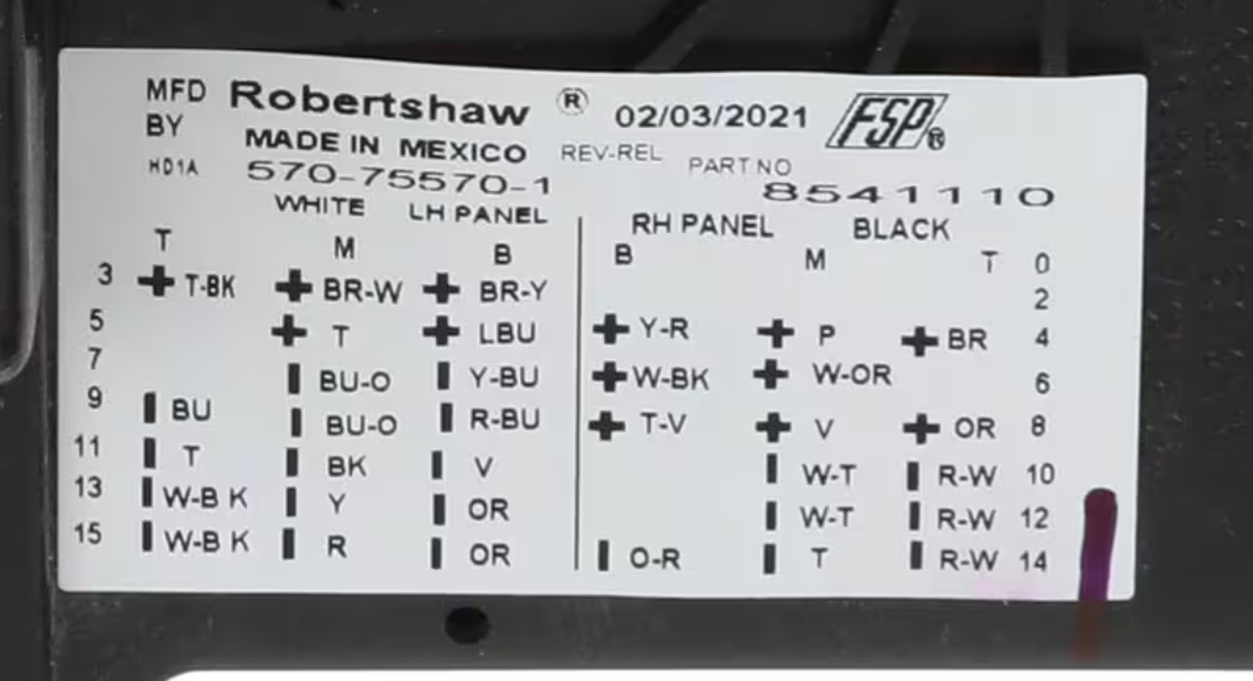 MFD BY Robertshaw ® 02/03/2021 FSP®
MADE IN MEXICO REV-REL PART NO
HD1A 570-75570-1 8541110
WHITE LH PANEL RH PANEL BLACK
T M B B M T 0
3 + T-BK + BR-W + BR-Y 2
5 + T + LBU + Y-R + P + BR 4
7 BU-O Y-BU + W-BK + W-OR 6
9 BU BU-O R-BU + T-V + V + OR 8
11 T BK V W-T R-W 10
13 W-B K Y OR W-T R-W 12
15 W-B K R OR O-R T R-W 14